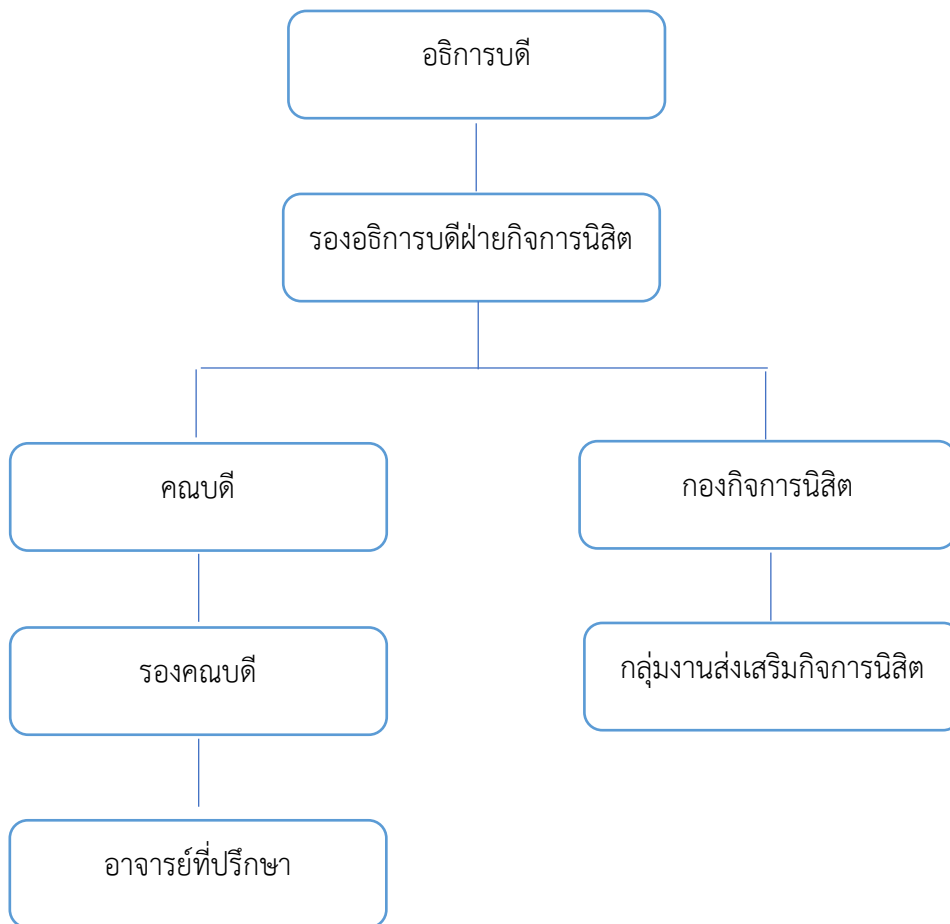 อธิการบดี
รองอธิการบดีฝ่ายกิจการนิสิต
คณบดี
กองกิจการนิสิต
รองคณบดี
กลุ่มงานส่งเสริมกิจการนิสิต
อาจารย์ที่ปรึกษา